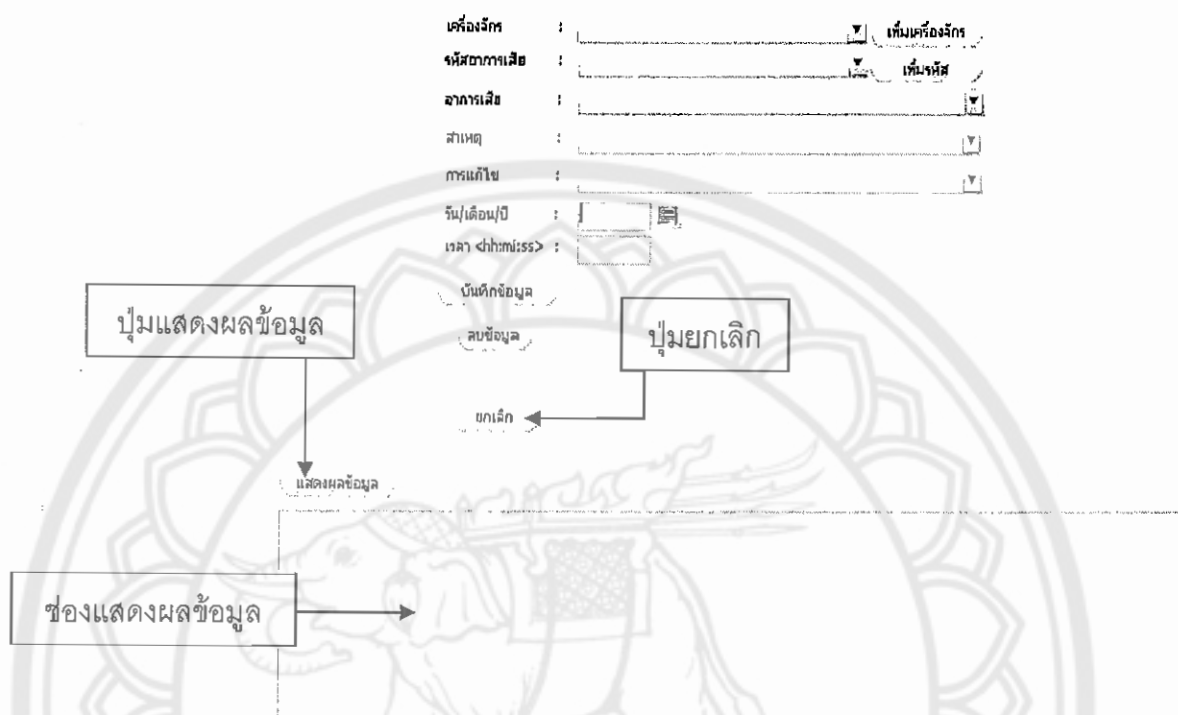 เครื่องจักร : เพิ่มเครื่องจักร
รหัสอาการเสีย : เพิ่มรหัส
อาการเสีย :
สาเหตุ :
การแก้ไข :
วัน/เดือน/ปี :
เวลา <hh:mi:ss> :
บันทึกข้อมูล
ปุ่มแสดงผลข้อมูล
ลบข้อมูล
ปุ่มยกเลิก
ยกเลิก
แสดงผลข้อมูล
ช่องแสดงผลข้อมูล